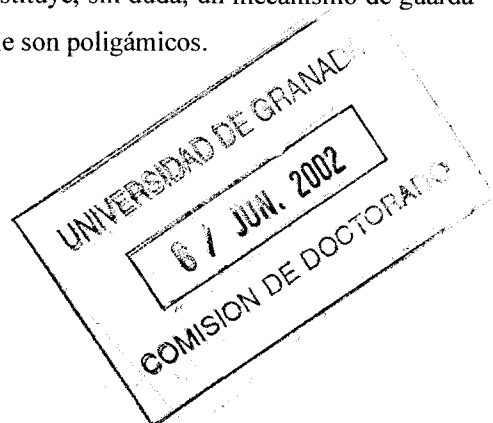 stituye, sin duda, un mecanismo de guarda
e son poligámicos.
UNIVERSIDAD DE GRANADA
6 / JUN. 2002
COMISION DE DOCTORADO